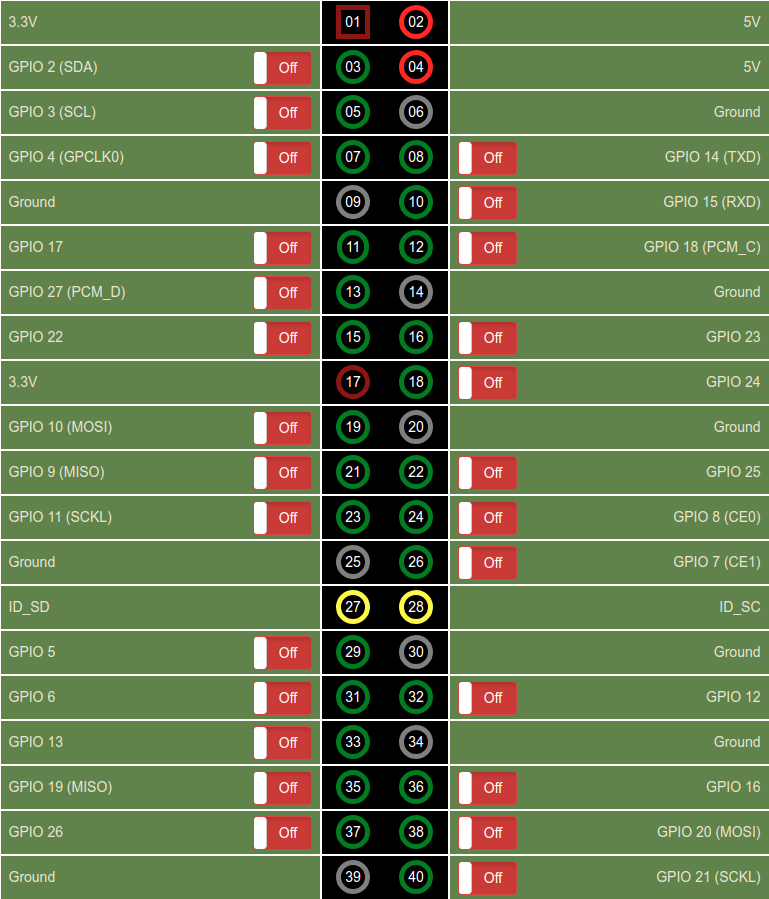 3.3V 01 02 5V
GPIO 2 (SDA) Off 03 04 5V
GPIO 3 (SCL) Off 05 06 Ground
GPIO 4 (GPCLK0) Off 07 08 Off GPIO 14 (TXD)
Ground 09 10 Off GPIO 15 (RXD)
GPIO 17 Off 11 12 Off GPIO 18 (PCM_C)
GPIO 27 (PCM_D) Off 13 14 Ground
GPIO 22 Off 15 16 Off GPIO 23
3.3V 17 18 Off GPIO 24
GPIO 10 (MOSI) Off 19 20 Ground
GPIO 9 (MISO) Off 21 22 Off GPIO 25
GPIO 11 (SCKL) Off 23 24 Off GPIO 8 (CE0)
Ground 25 26 Off GPIO 7 (CE1)
ID_SD 27 28 ID_SC
GPIO 5 Off 29 30 Ground
GPIO 6 Off 31 32 Off GPIO 12
GPIO 13 Off 33 34 Ground
GPIO 19 (MISO) Off 35 36 Off GPIO 16
GPIO 26 Off 37 38 Off GPIO 20 (MOSI)
Ground 39 40 Off GPIO 21 (SCKL)